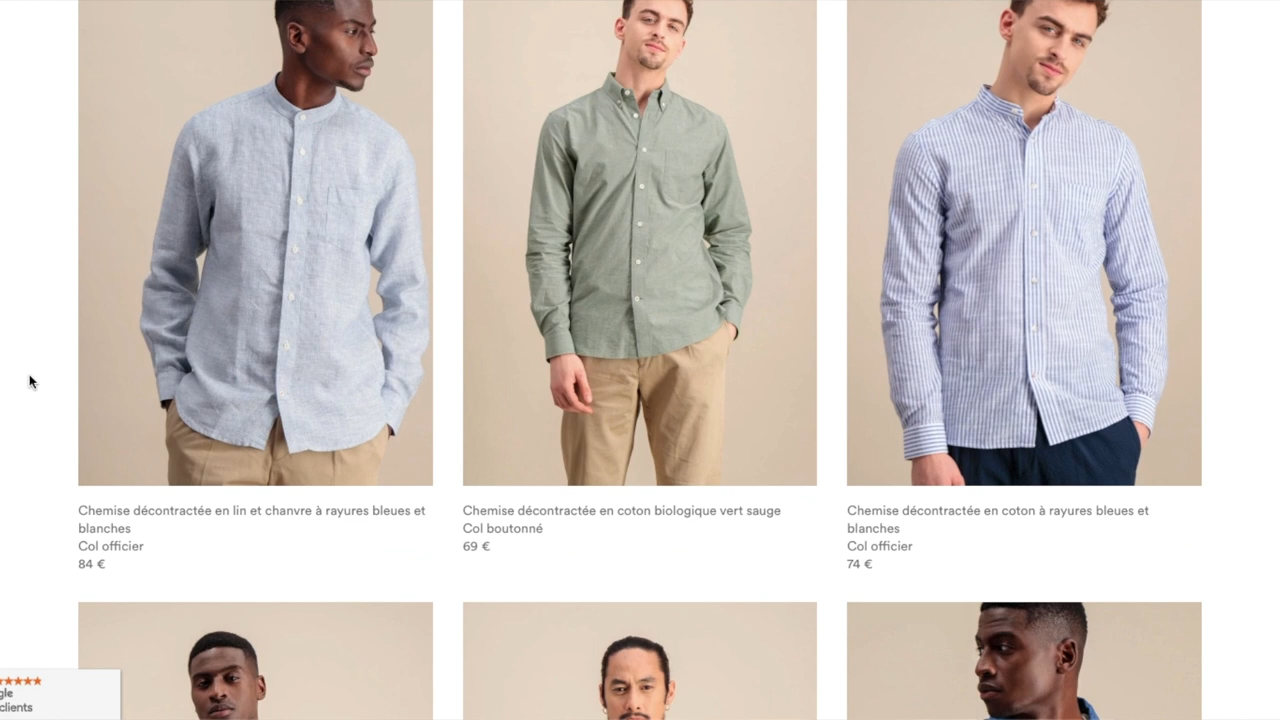 Chemise décontractée en lin et chanvre à rayures bleues et
blanches
Col officier
84 €
Chemise décontractée en coton biologique vert sauge
Col boutonné
69 €
Chemise décontractée en coton à rayures bleues et
blanches
Col officier
74 €
gle
clients